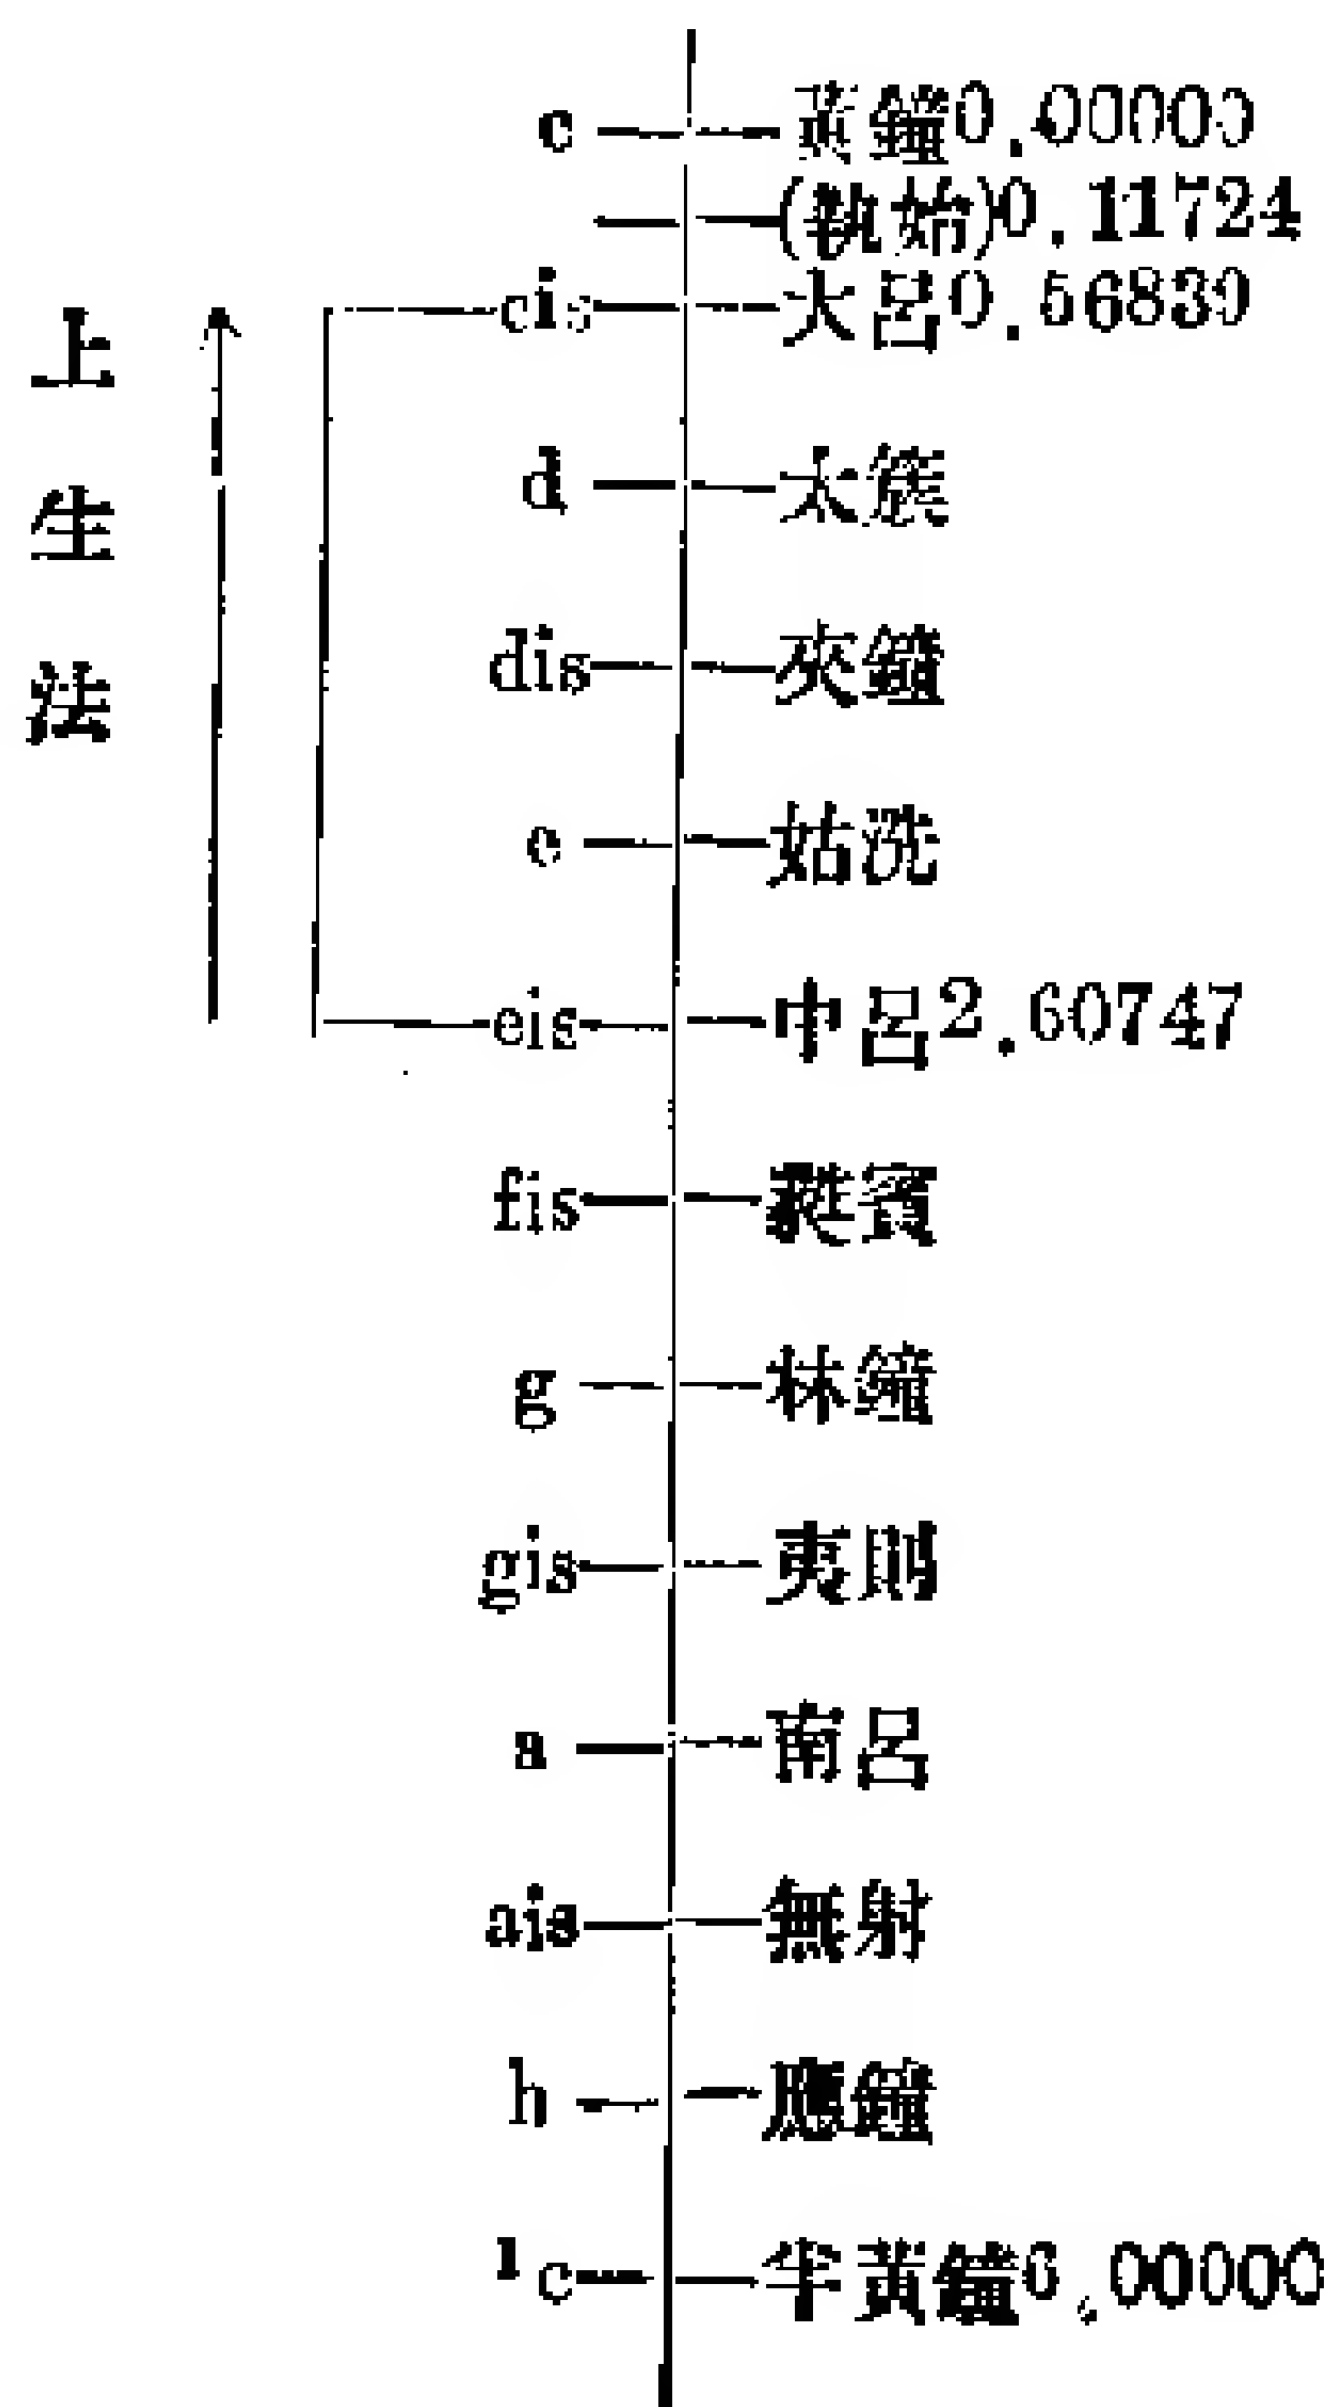 上生法
c 黃鐘0.00000
(執始)0.11724
cis 大呂0.56839
d 太簇
dis 夾鐘
e 姑洗
eis 中呂2.60747
fis 蕤賓
g 林鐘
gis 夷則
a 南呂
ais 無射
h 應鐘
¹c 半黃鐘6.00000